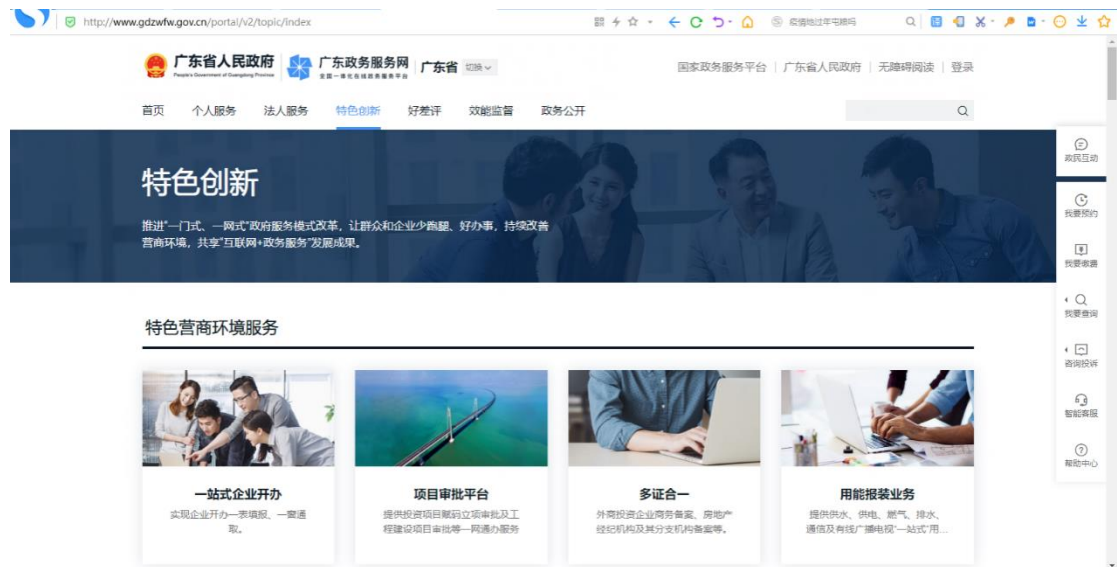 http://www.gdzwfw.gov.cn/portal/v2/topic/index
广东省人民政府
People's Government of Guangdong Province
广东政务服务网
全国一体化在线政务服务平台
广东省 切换
国家政务服务平台 | 广东省人民政府 | 无障碍阅读 | 登录
首页 个人服务 法人服务 特色创新 好差评 效能监督 政务公开
特色创新
推进“一门式、一网式”政府服务模式改革，让群众和企业少跑腿、好办事，持续改善
营商环境，共享“互联网+政务服务”发展成果。
政民互动
我要预约
我要缴费
我要查询
咨询投诉
智能客服
帮助中心
特色营商环境服务
一站式企业开办
实现企业开办一表填报、一窗通
取。
项目审批平台
提供投资项目赋码立项审批及工
程建设项目审批等一网通办服务
多证合一
外商投资企业商务备案、房地产
经纪机构及其分支机构备案等。
用能报装业务
提供供水、供电、燃气、排水、
通信及有线广播电视“一站式”用...